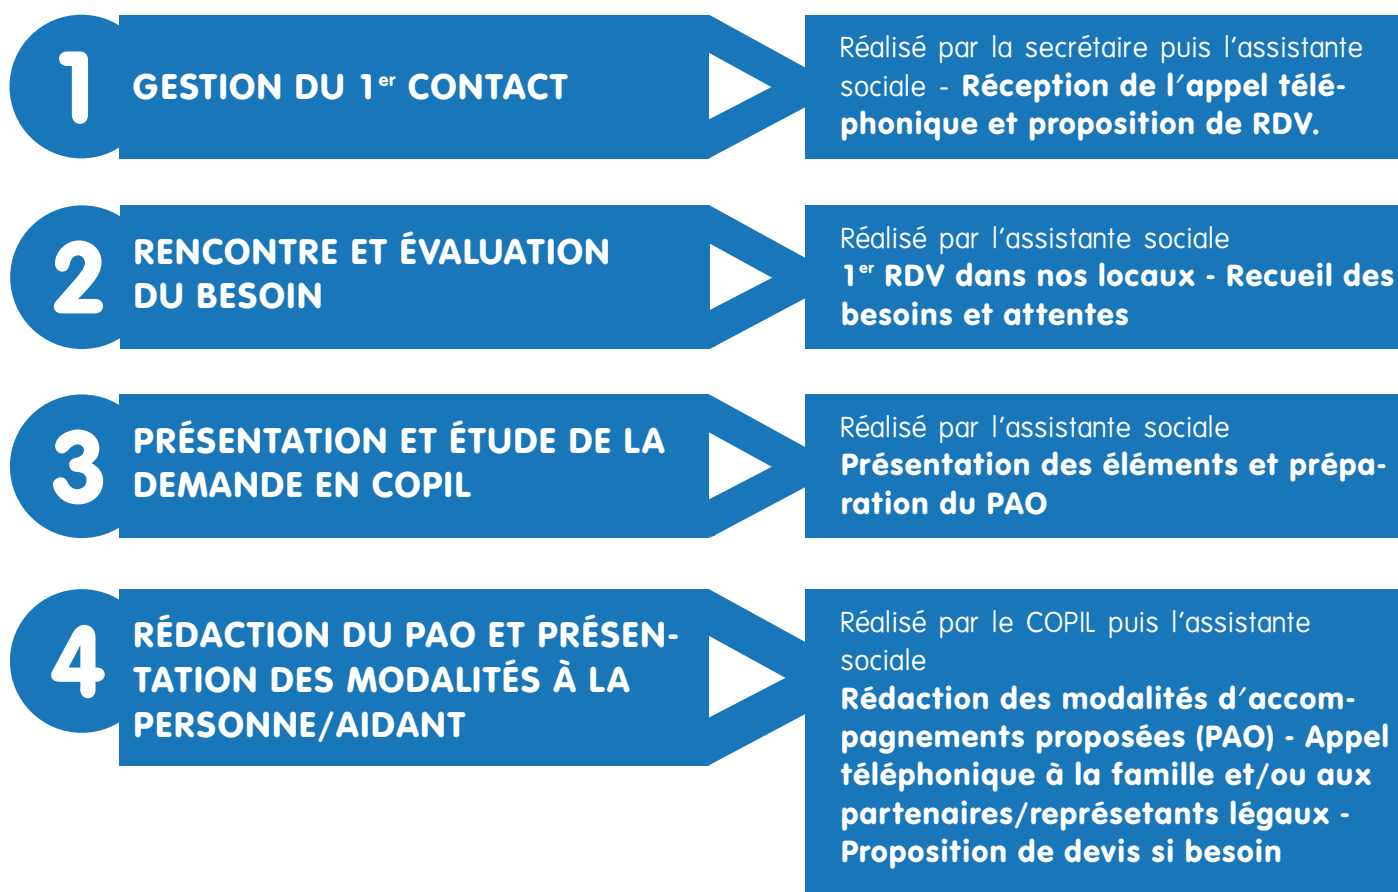 1
GESTION DU 1er CONTACT
Réalisé par la secrétaire puis l'assistante
sociale - Réception de l'appel télé-
phonique et proposition de RDV.
2
RENCONTRE ET ÉVALUATION
DU BESOIN
Réalisé par l'assistante sociale
1er RDV dans nos locaux - Recueil des
besoins et attentes
3
PRÉSENTATION ET ÉTUDE DE LA
DEMANDE EN COPIL
Réalisé par l'assistante sociale
Présentation des éléments et prépa-
ration du PAO
4
RÉDACTION DU PAO ET PRÉSEN-
TATION DES MODALITÉS À LA
PERSONNE/AIDANT
Réalisé par le COPIL puis l'assistante
sociale
Rédaction des modalités d'accom-
pagnements proposées (PAO) - Appel
téléphonique à la famille et/ou aux
partenaires/représetants légaux -
Proposition de devis si besoin